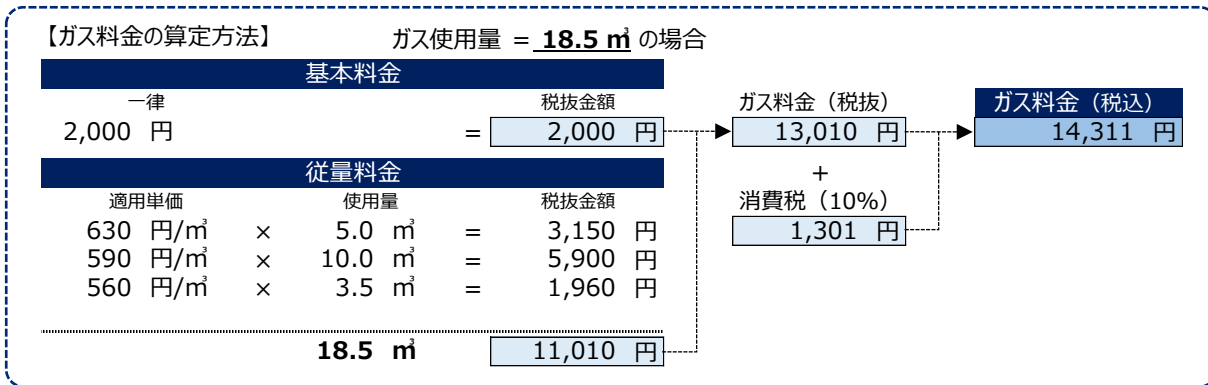 【ガス料金の算定方法】 ガス使用量 = 18.5 ㎥ の場合
基本料金
一律 税抜金額
2,000 円 = 2,000 円
従量料金
適用単価 使用量 税抜金額
630 円/㎥ × 5.0 ㎥ = 3,150 円
590 円/㎥ × 10.0 ㎥ = 5,900 円
560 円/㎥ × 3.5 ㎥ = 1,960 円
18.5 ㎥ 11,010 円
ガス料金（税抜）
13,010 円
+
消費税（10%）
1,301 円
ガス料金（税込）
14,311 円